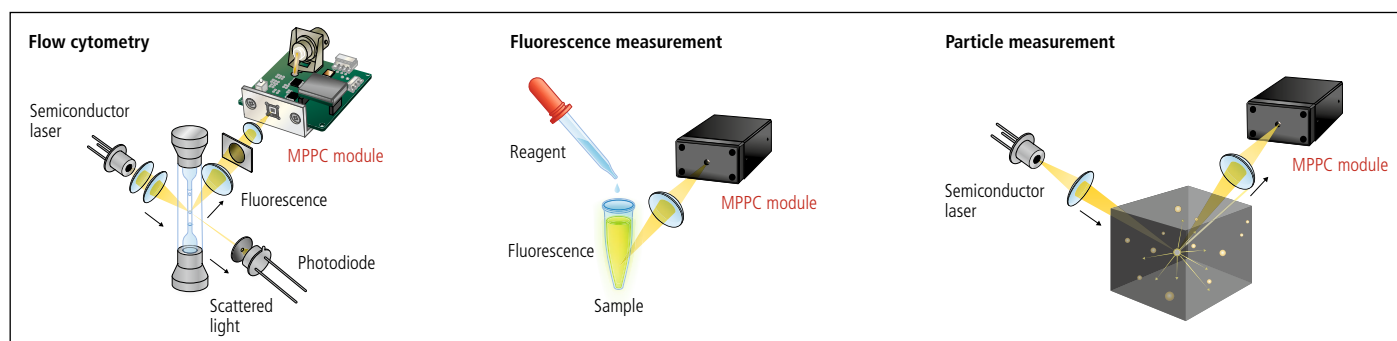 Flow cytometry
Semiconductor
laser
MPPC module
Fluorescence
Photodiode
Scattered
light
Fluorescence measurement
Reagent
MPPC module
Fluorescence
Sample
Particle measurement
Semiconductor
laser
MPPC module